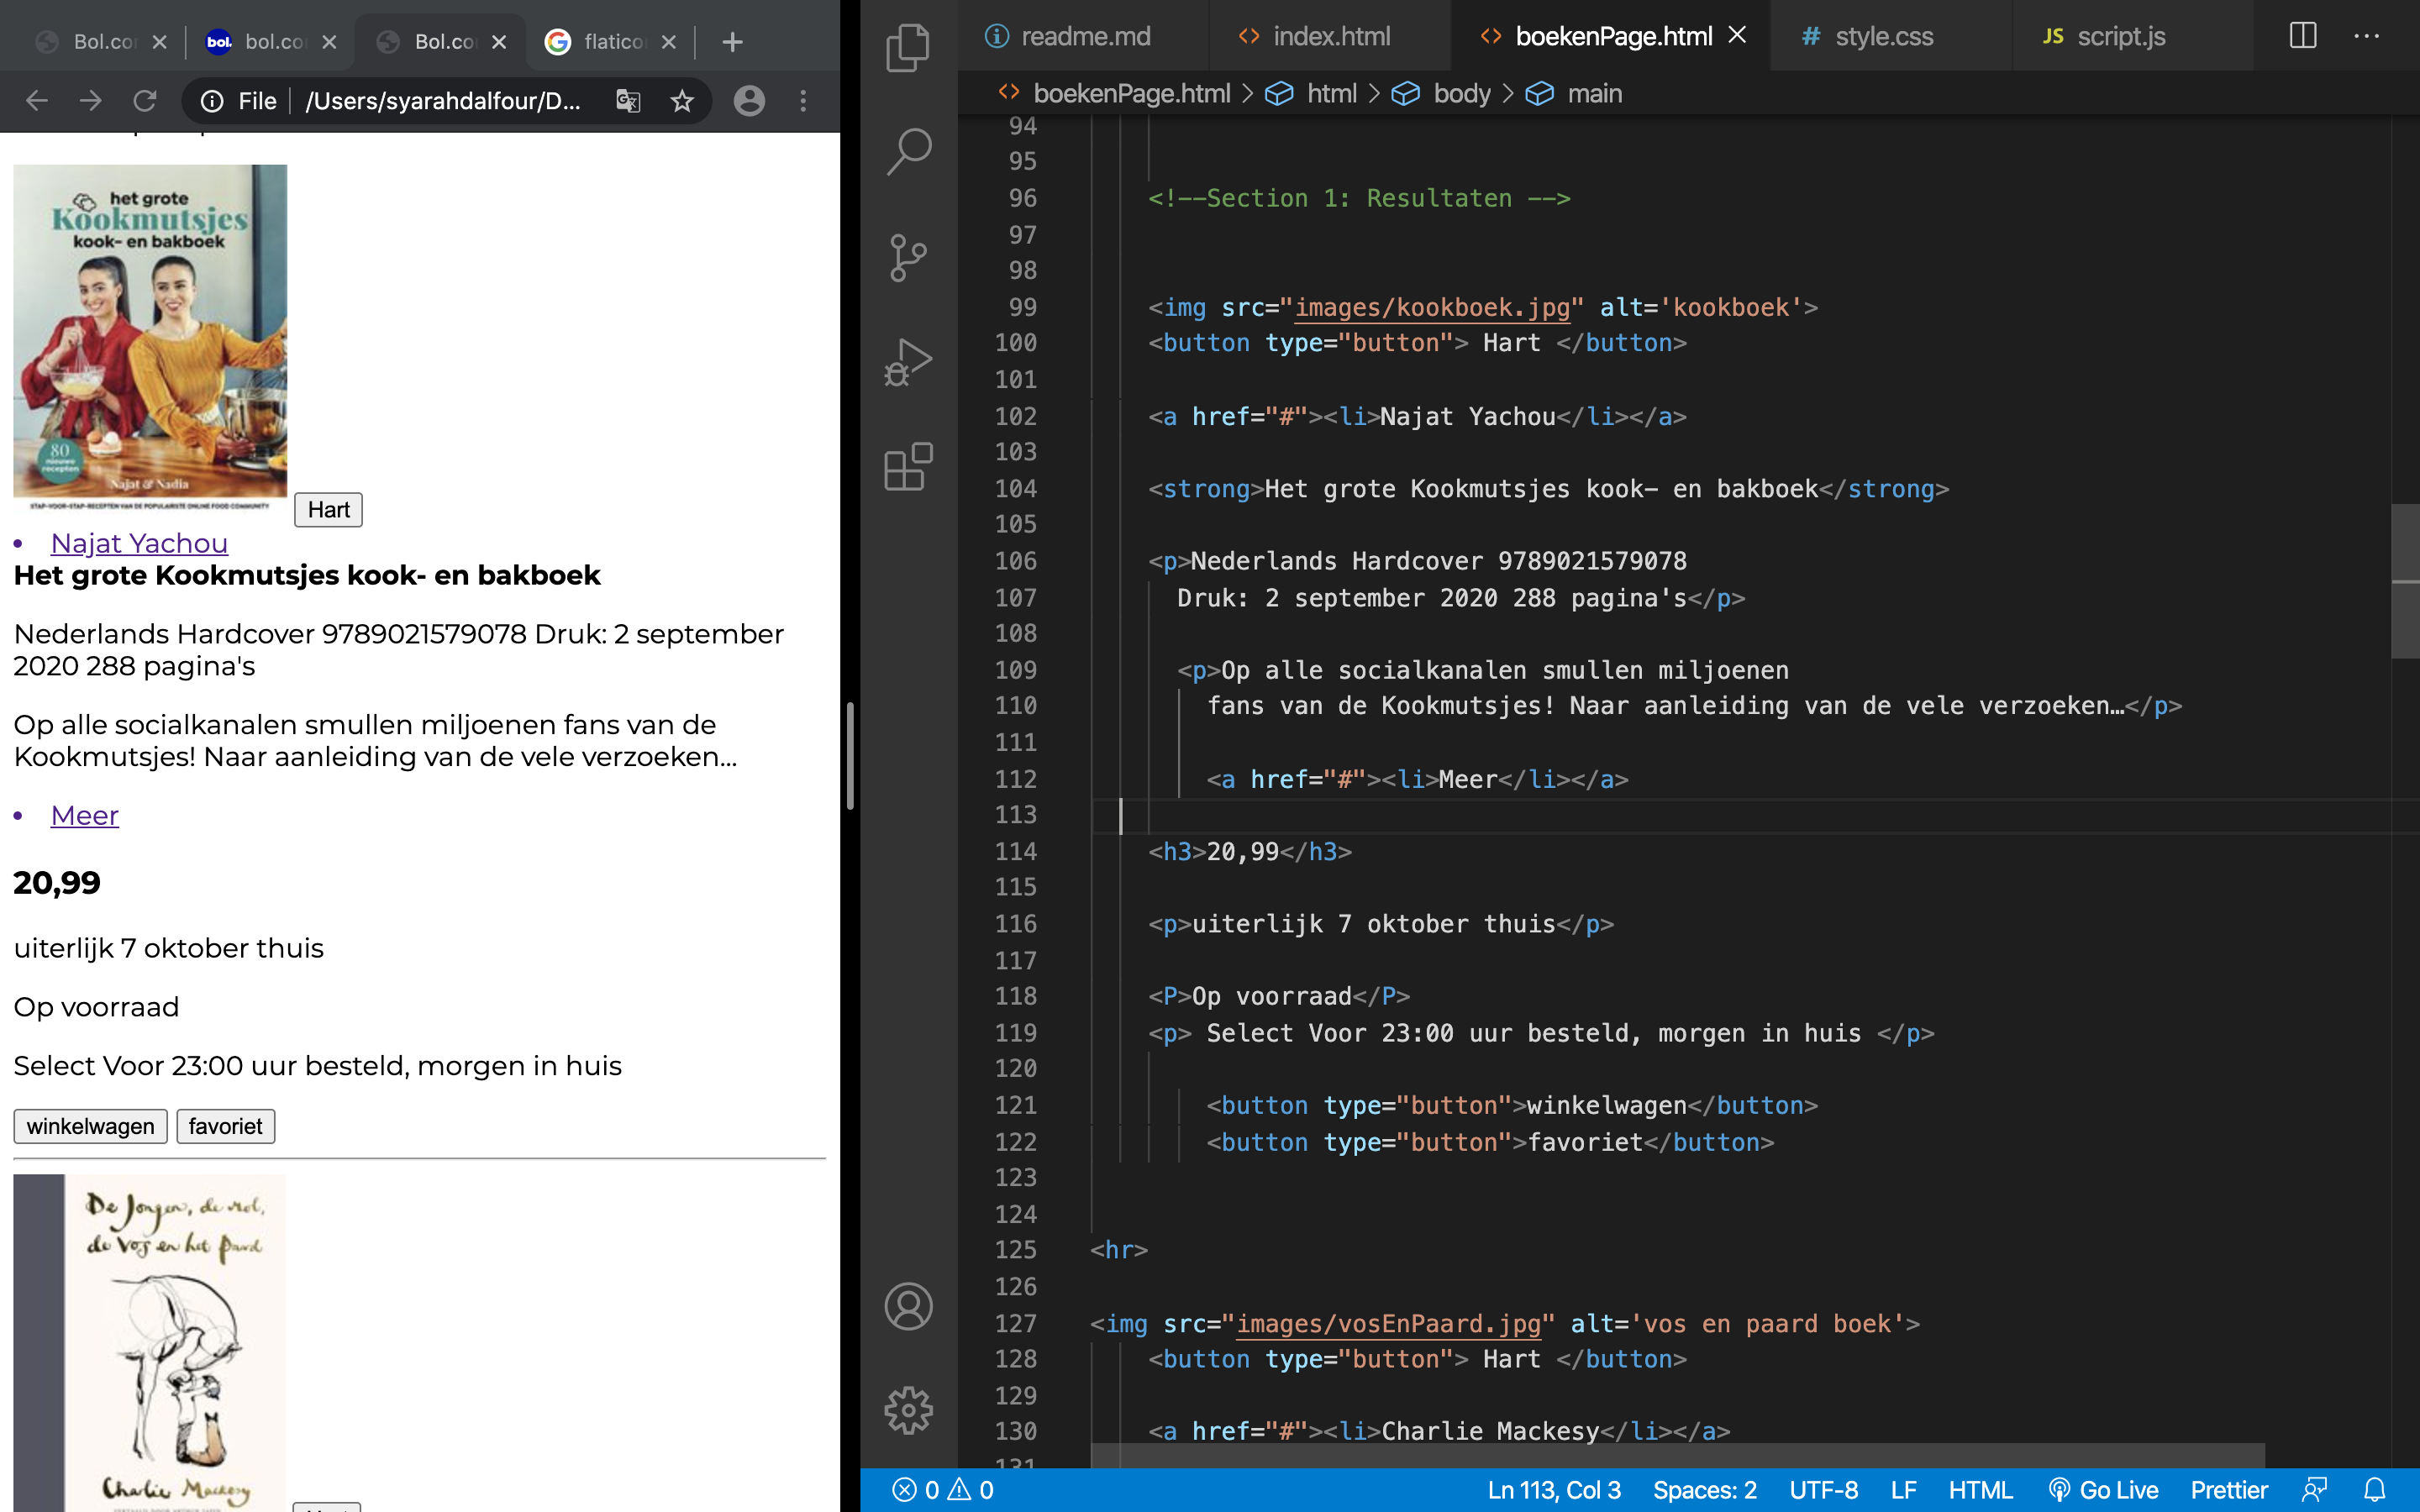 Bol.co
bol.co
Bol.co
flatico
File
/Users/syarahdalfour/D...
het grote
Kookmutsjes
kook- en bakboek
80
nieuwe
recepten
Najat & Nadia
STAP-VOOR-STAP-RECEPTEN VAN DE POPULAIRSTE ONLINE FOOD COMMUNITY
Hart
• Najat Yachou
Het grote Kookmutsjes kook- en bakboek
Nederlands Hardcover 9789021579078 Druk: 2 september
2020 288 pagina's
Op alle socialkanalen smullen miljoenen fans van de
Kookmutsjes! Naar aanleiding van de vele verzoeken...
• Meer
20,99
uiterlijk 7 oktober thuis
Op voorraad
Select Voor 23:00 uur besteld, morgen in huis
winkelwagen favoriet
De Jongen, de mol,
de vos en het paard
Charlie Mackesy
readme.md
<> index.html
<> boekenPage.html
# style.css
JS script.js
<> boekenPage.html > html > body > main
94
95
96 <!--Section 1: Resultaten -->
97
98
99 <img src="images/kookboek.jpg" alt='kookboek'>
100 <button type="button"> Hart </button>
101
102 <a href="#"><li>Najat Yachou</li></a>
103
104 <strong>Het grote Kookmutsjes kook- en bakboek</strong>
105
106 <p>Nederlands Hardcover 9789021579078
107 Druk: 2 september 2020 288 pagina's</p>
108
109 <p>Op alle socialkanalen smullen miljoenen
110 fans van de Kookmutsjes! Naar aanleiding van de vele verzoeken…</p>
111
112 <a href="#"><li>Meer</li></a>
113
114 <h3>20,99</h3>
115
116 <p>uiterlijk 7 oktober thuis</p>
117
118 <P>Op voorraad</P>
119 <p> Select Voor 23:00 uur besteld, morgen in huis </p>
120
121 <button type="button">winkelwagen</button>
122 <button type="button">favoriet</button>
123
124
125 <hr>
126
127 <img src="images/vosEnPaard.jpg" alt='vos en paard boek'>
128 <button type="button"> Hart </button>
129
130 <a href="#"><li>Charlie Mackesy</li></a>
131
0 0 Ln 113, Col 3 Spaces: 2 UTF-8 LF HTML Go Live Prettier